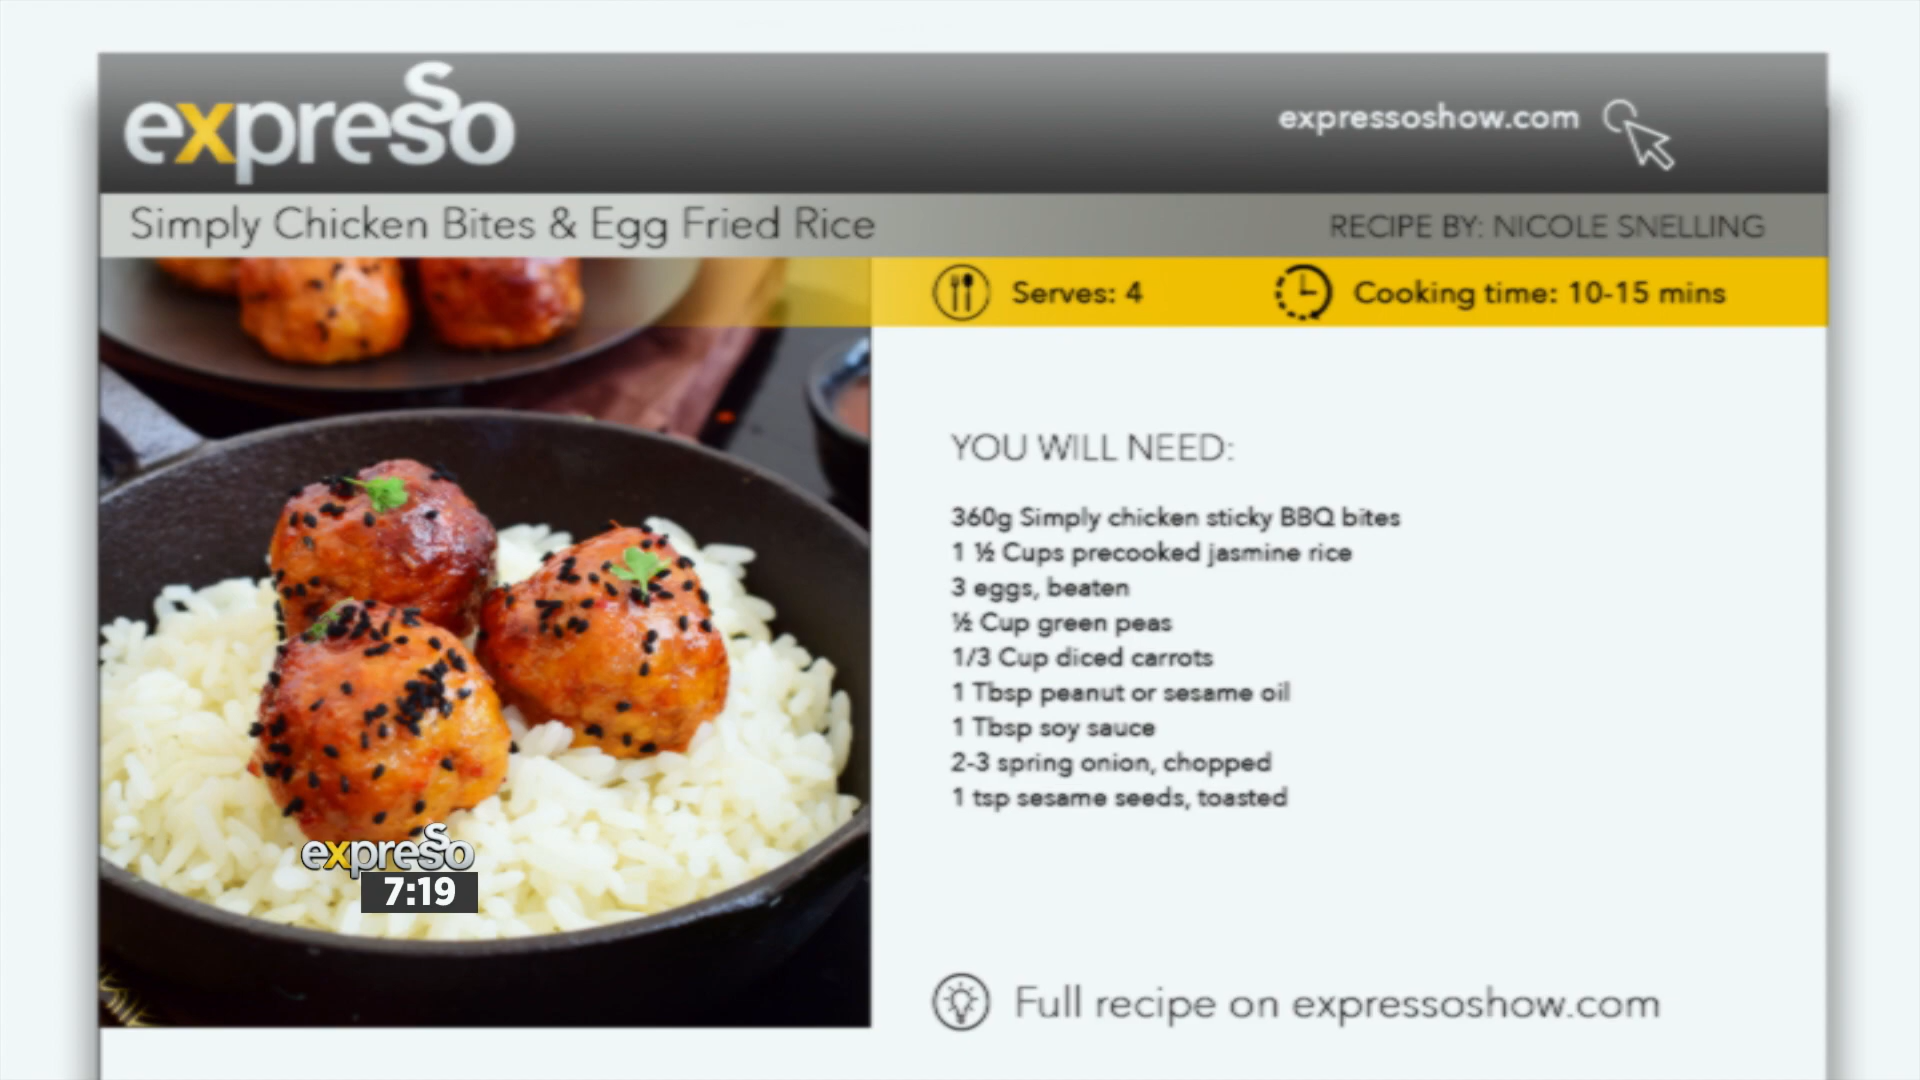 expresso
expressoshow.com
Simply Chicken Bites & Egg Fried Rice
RECIPE BY: NICOLE SNELLING
Serves: 4
Cooking time: 10-15 mins
YOU WILL NEED:
360g Simply chicken sticky BBQ bites
1 ½ Cups precooked jasmine rice
3 eggs, beaten
½ Cup green peas
1/3 Cup diced carrots
1 Tbsp peanut or sesame oil
1 Tbsp soy sauce
2-3 spring onion, chopped
1 tsp sesame seeds, toasted
expresso
7:19
Full recipe on expressoshow.com